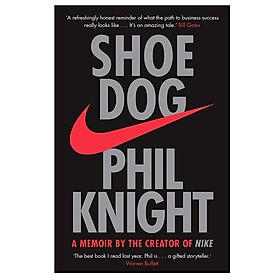 'A refreshingly honest reminder of what the path to business success
really looks like . . . It's an amazing tale.' Bill Gates
SHOE
DOG
PHIL
KNIGHT
A MEMOIR BY THE CREATOR OF NIKE
'The best book I read last year. Phil is . . . a gifted storyteller.'
Warren Buffett